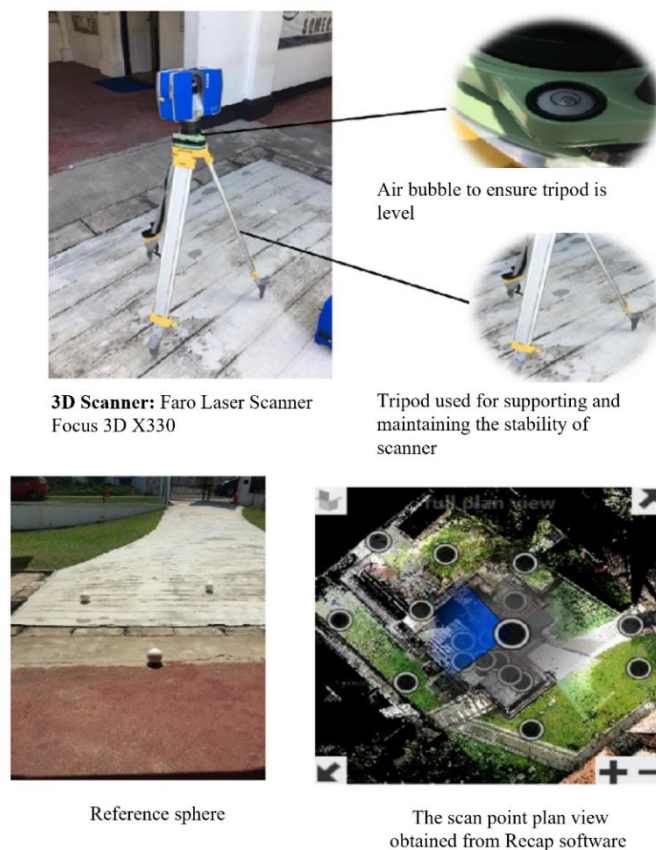 SOMEC
Air bubble to ensure tripod is
level
3D Scanner: Faro Laser Scanner
Focus 3D X330
Tripod used for supporting and
maintaining the stability of
scanner
full plan view
Reference sphere
The scan point plan view
obtained from Recap software